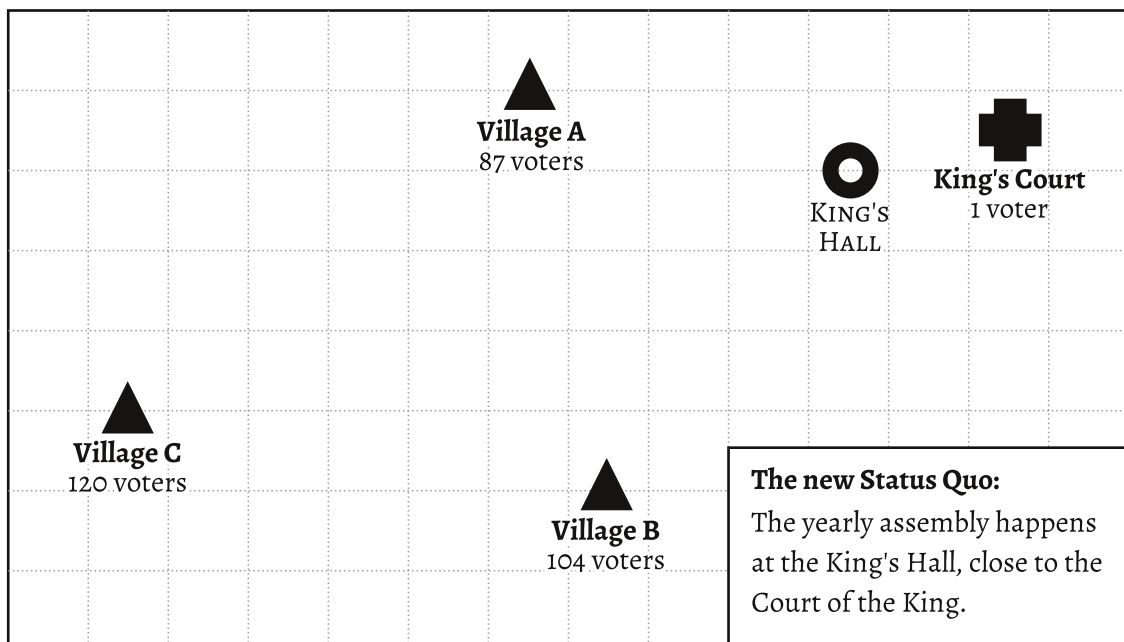 Village A
87 voters
King's Court
1 voter
King's
Hall
Village C
120 voters
Village B
104 voters
The new Status Quo:
The yearly assembly happens
at the King's Hall, close to the
Court of the King.